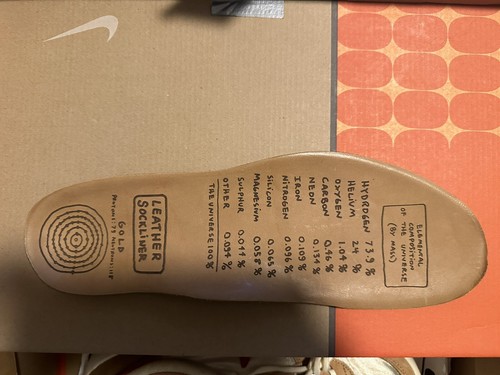 ELEMENTAL
COMPOSITION
OF THE UNIVERSE
(BY MASS)
HYDROGEN 73.9 %
HELIUM 24 %
OXYGEN 1.04 %
CARBON 0.46 %
NEON 0.134 %
IRON 0.109 %
NITROGEN 0.096 %
SILICON 0.065 %
MAGNESIUM 0.058 %
SULPHUR 0.044 %
OTHER 0.054 %
THE UNIVERSE 100 %
LEATHER
SOCKLINER
GOLD